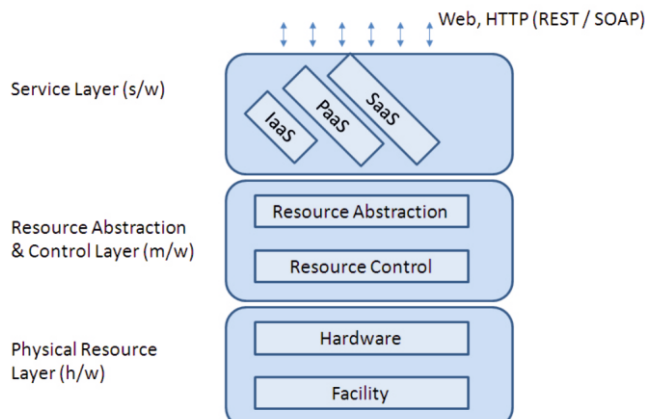 Web, HTTP (REST / SOAP)
Service Layer (s/w)
IaaS
PaaS
SaaS
Resource Abstraction
& Control Layer (m/w)
Resource Abstraction
Resource Control
Physical Resource
Layer (h/w)
Hardware
Facility